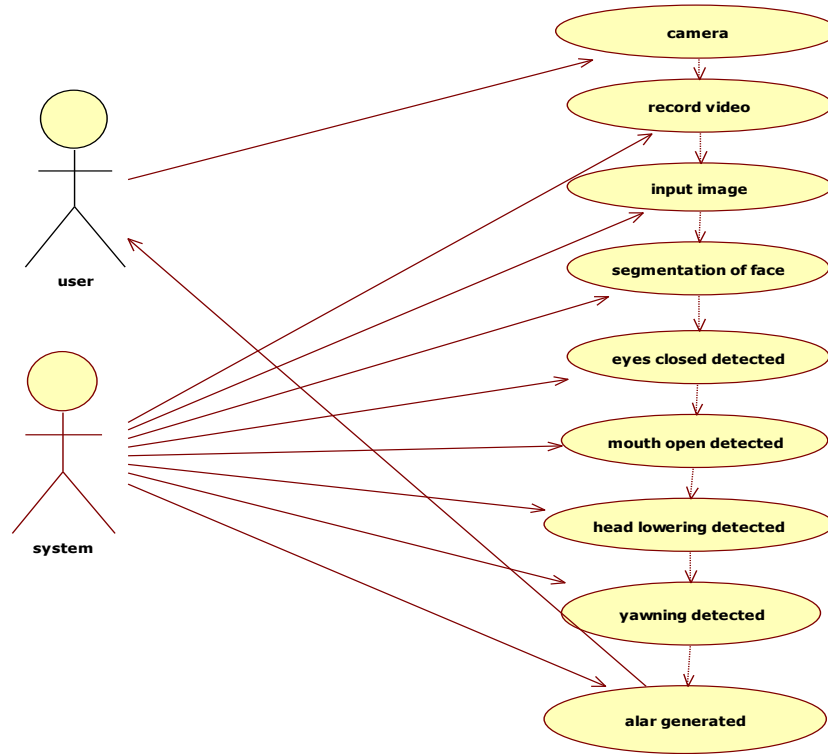 camera
record video
input image
segmentation of face
user
eyes closed detected
mouth open detected
head lowering detected
system
yawning detected
alar generated